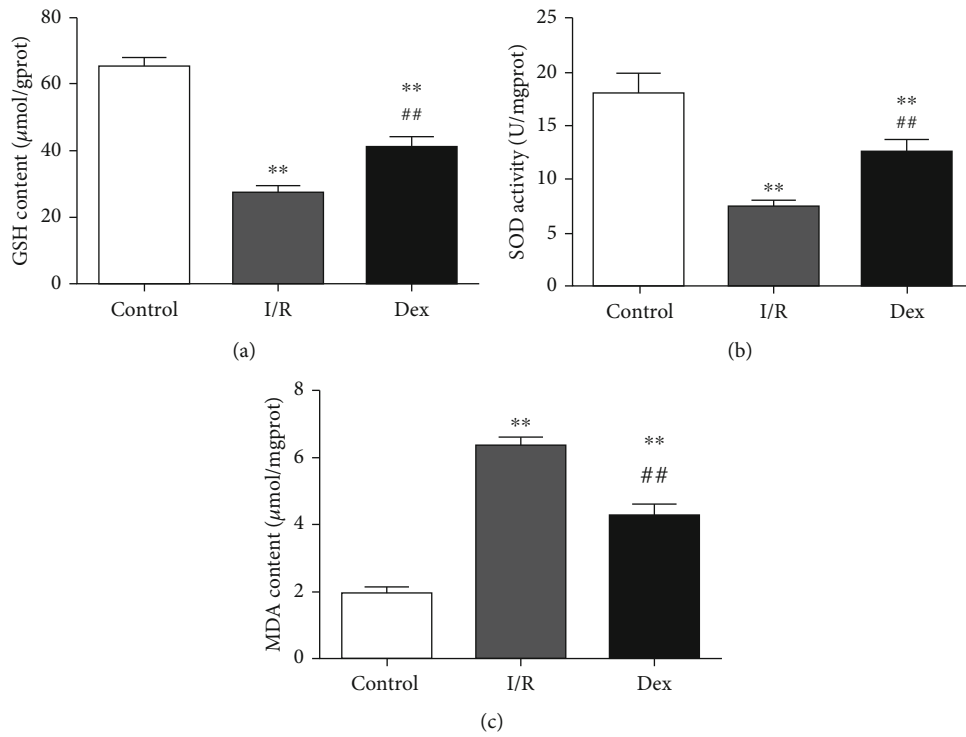 GSH content (μmol/gprot)
80
60
40
20
0
**
**
##
Control
I/R
Dex
(a)
SOD activity (U/mgprot)
25
20
15
10
5
0
**
**
##
Control
I/R
Dex
(b)
MDA content (μmol/mgprot)
8
6
4
2
0
**
**
##
Control
I/R
Dex
(c)